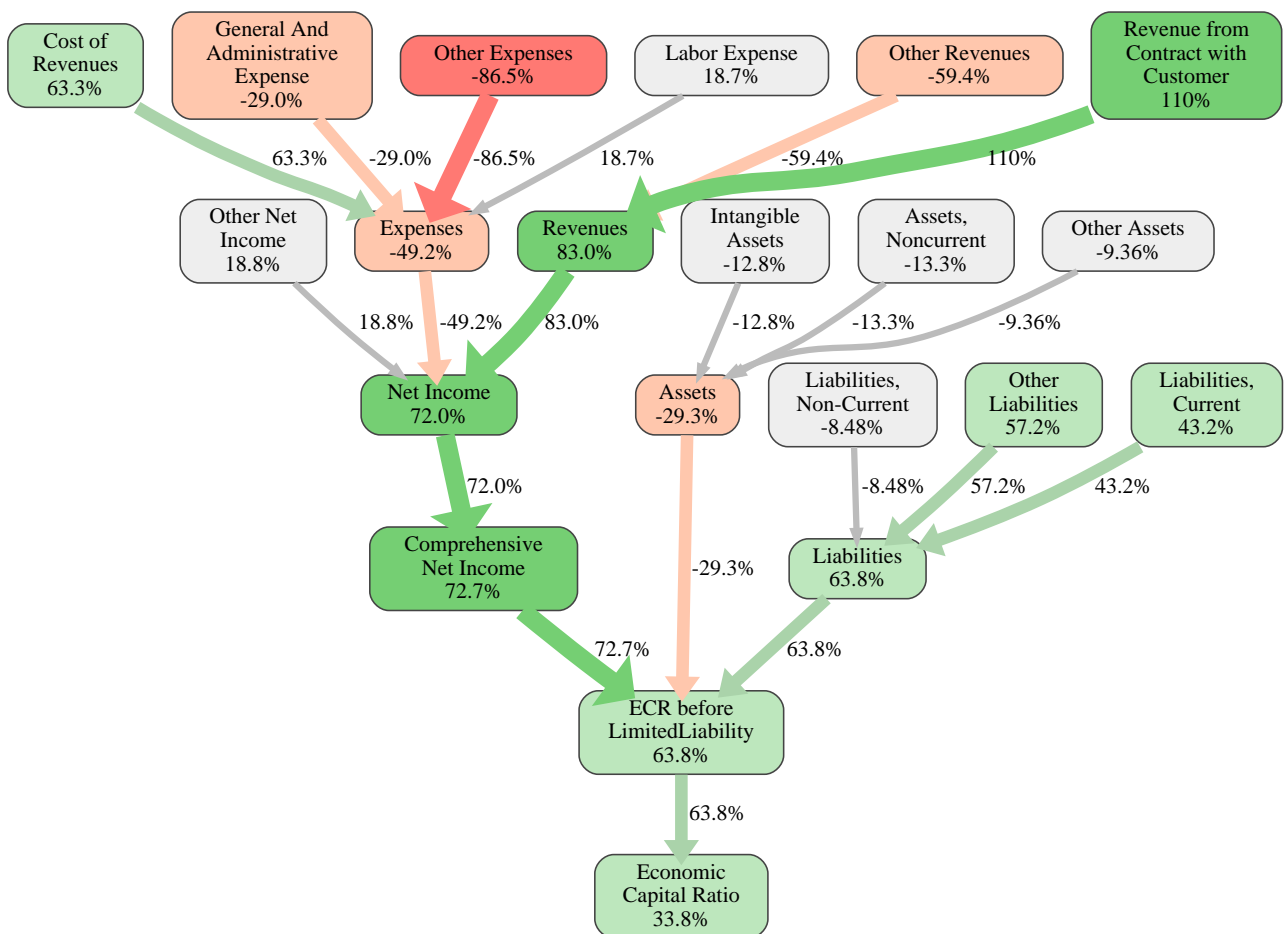 Cost of
Revenues
63.3%
General And
Administrative
Expense
-29.0%
Other Expenses
-86.5%
Labor Expense
18.7%
Other Revenues
-59.4%
Revenue from
Contract with
Customer
110%
63.3%
-29.0%
-86.5%
18.7%
-59.4%
110%
Other Net
Income
18.8%
Expenses
-49.2%
Revenues
83.0%
Intangible
Assets
-12.8%
Assets,
Noncurrent
-13.3%
Other Assets
-9.36%
18.8%
-49.2%
83.0%
-12.8%
-13.3%
-9.36%
Net Income
72.0%
Assets
-29.3%
Liabilities,
Non-Current
-8.48%
Other
Liabilities
57.2%
Liabilities,
Current
43.2%
72.0%
-8.48%
57.2%
43.2%
Comprehensive
Net Income
72.7%
-29.3%
Liabilities
63.8%
72.7%
63.8%
ECR before
LimitedLiability
63.8%
63.8%
Economic
Capital Ratio
33.8%